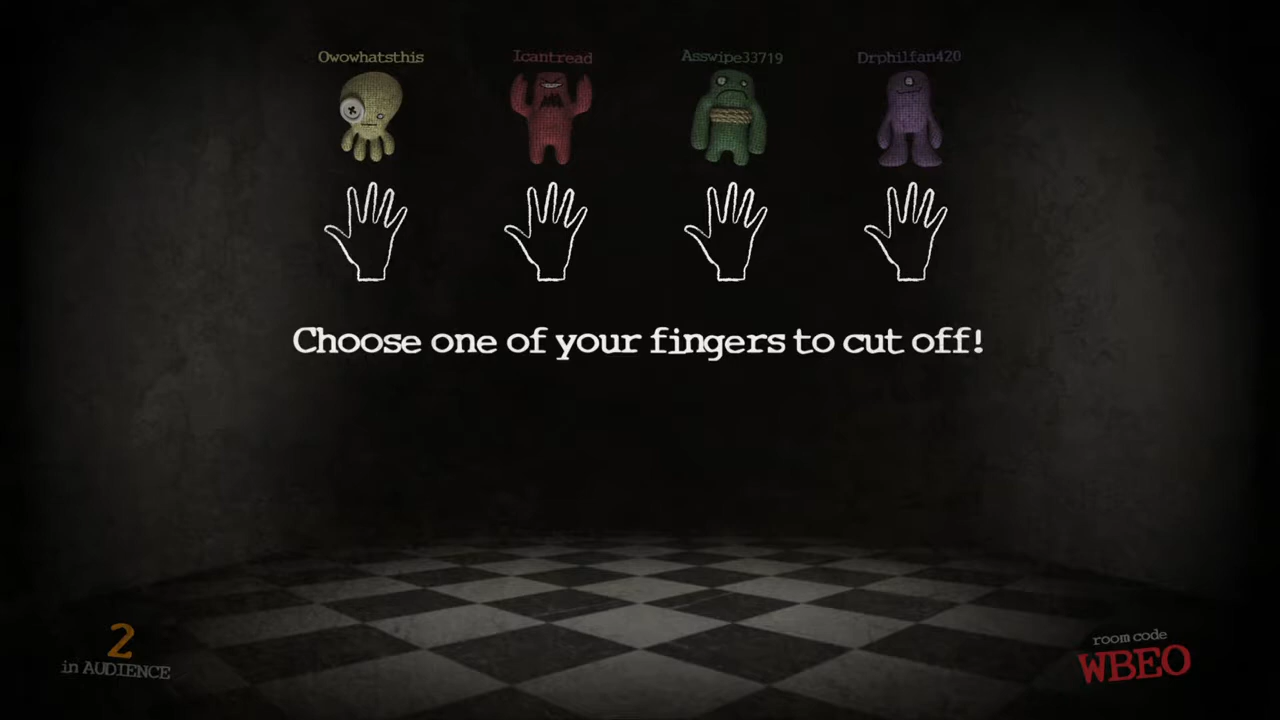 Owowhatsthis
Icantread
Asswipe33719
Drphilfan420
Choose one of your fingers to cut off!
2
in AUDIENCE
room code
WBEO